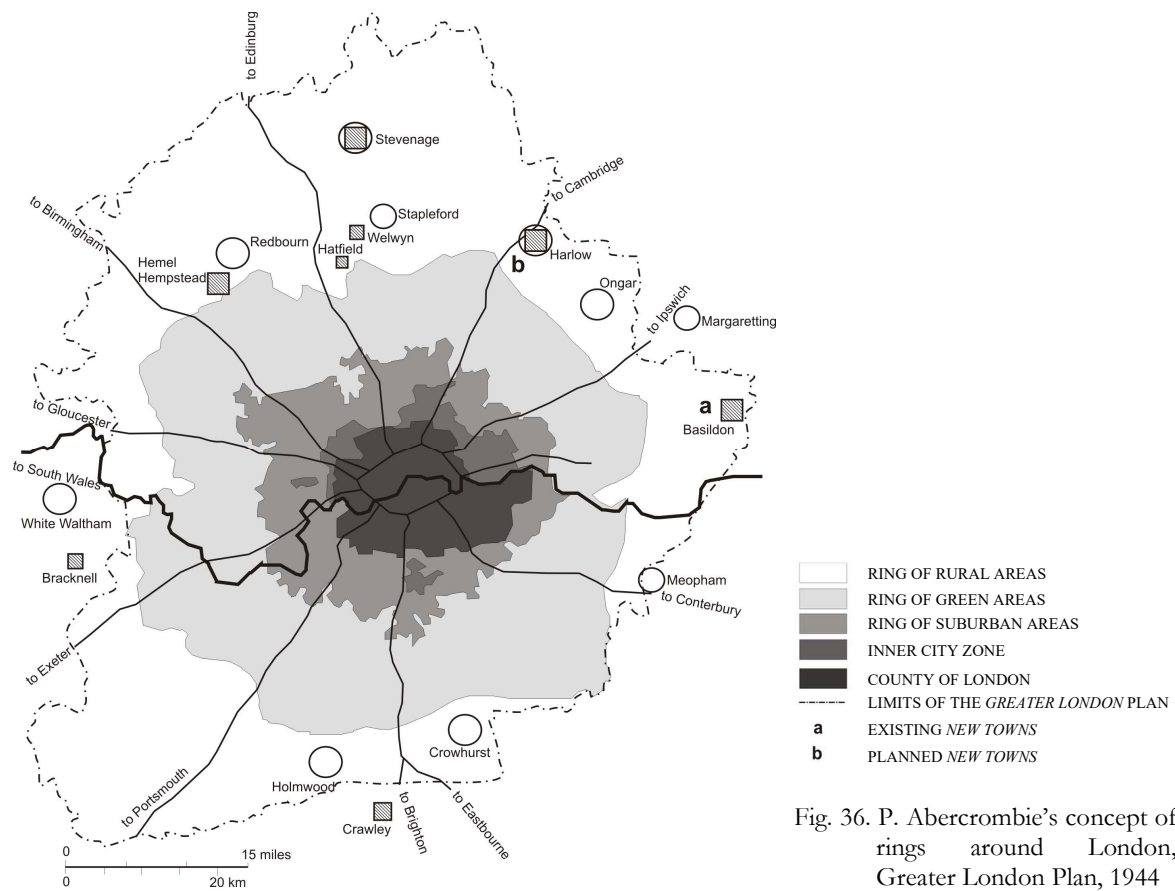 to Edinburg
Stevenage
to Cambridge
Stapleford
to Birmingham
Welwyn
Redbourn
Hatfield
Harlow
b
Hemel
Hempstead
Ongar
to Ipswich
Margaretting
a
Basildon
to Gloucester
to South Wales
White Waltham
Bracknell
Meopham
to Conterbury
to Exeter
Crowhurst
Holmwood
to Portsmouth
Crawley
to Brighton
to Eastbourne
0 15 miles
0 20 km
RING OF RURAL AREAS
RING OF GREEN AREAS
RING OF SUBURBAN AREAS
INNER CITY ZONE
COUNTY OF LONDON
LIMITS OF THE GREATER LONDON PLAN
a EXISTING NEW TOWNS
b PLANNED NEW TOWNS
Fig. 36. P. Abercrombie's concept of
rings around London,
Greater London Plan, 1944